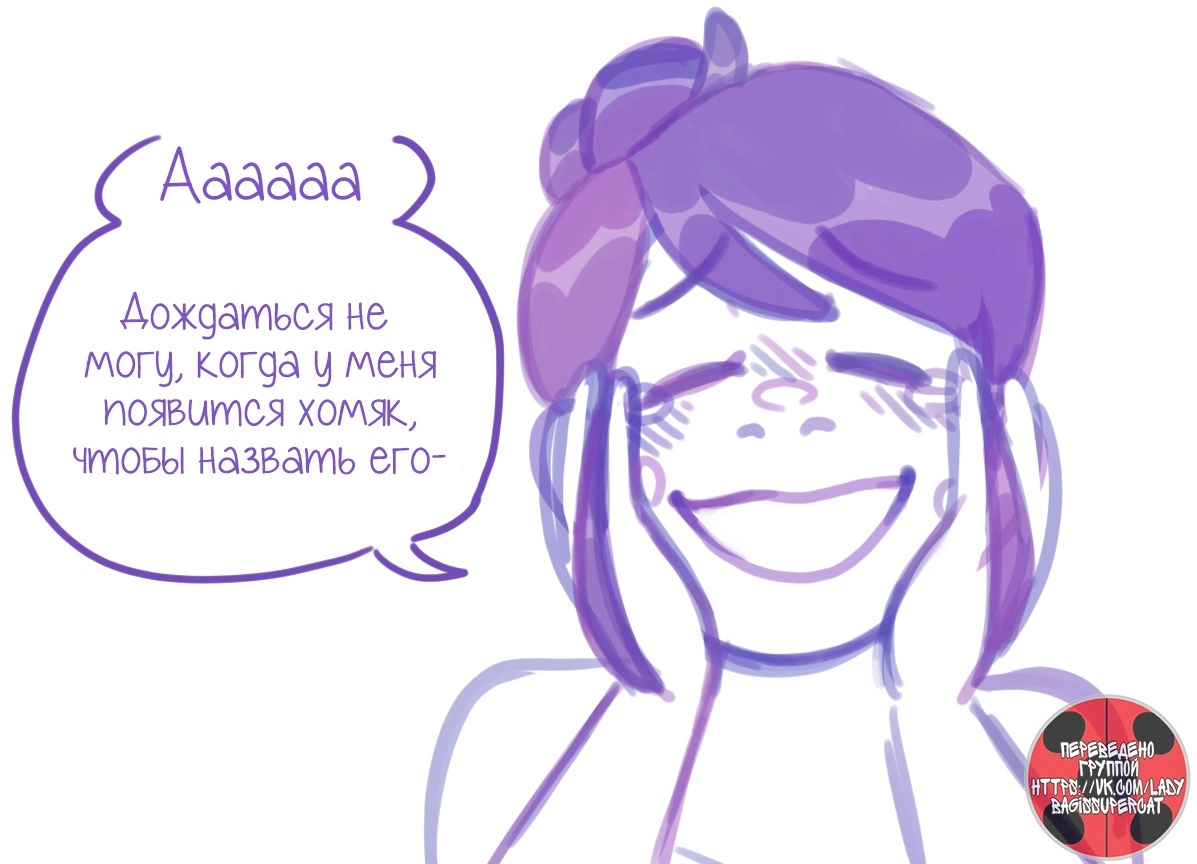 Аааааа
Дождаться не
могу, когда у меня
появится хомяк,
чтобы назвать его-
ПЕРЕВЕДЕНО
ГРУППОЙ
HTTPS://VK.COM/LADY
BAGISSUPERCAT